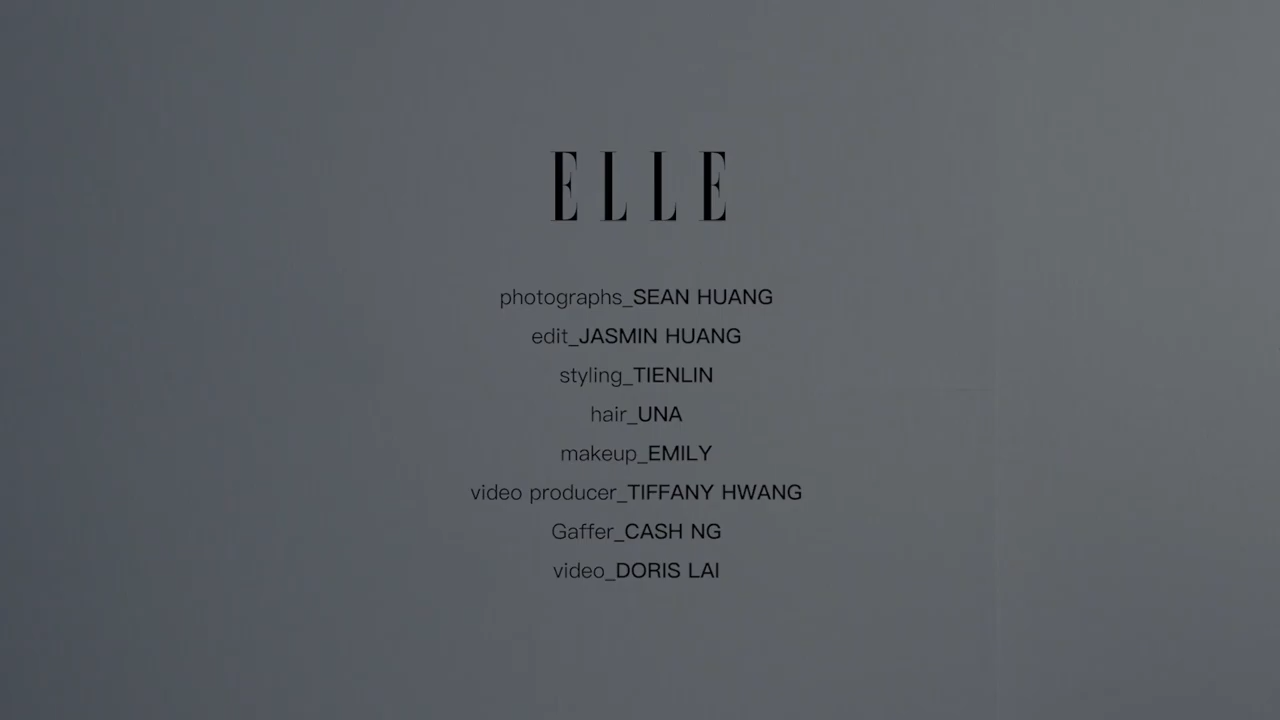 ELLE
photographs_SEAN HUANG
edit_JASMIN HUANG
styling_TIENLIN
hair_UNA
makeup_EMILY
video producer_TIFFANY HWANG
Gaffer_CASH NG
video_DORIS LAI